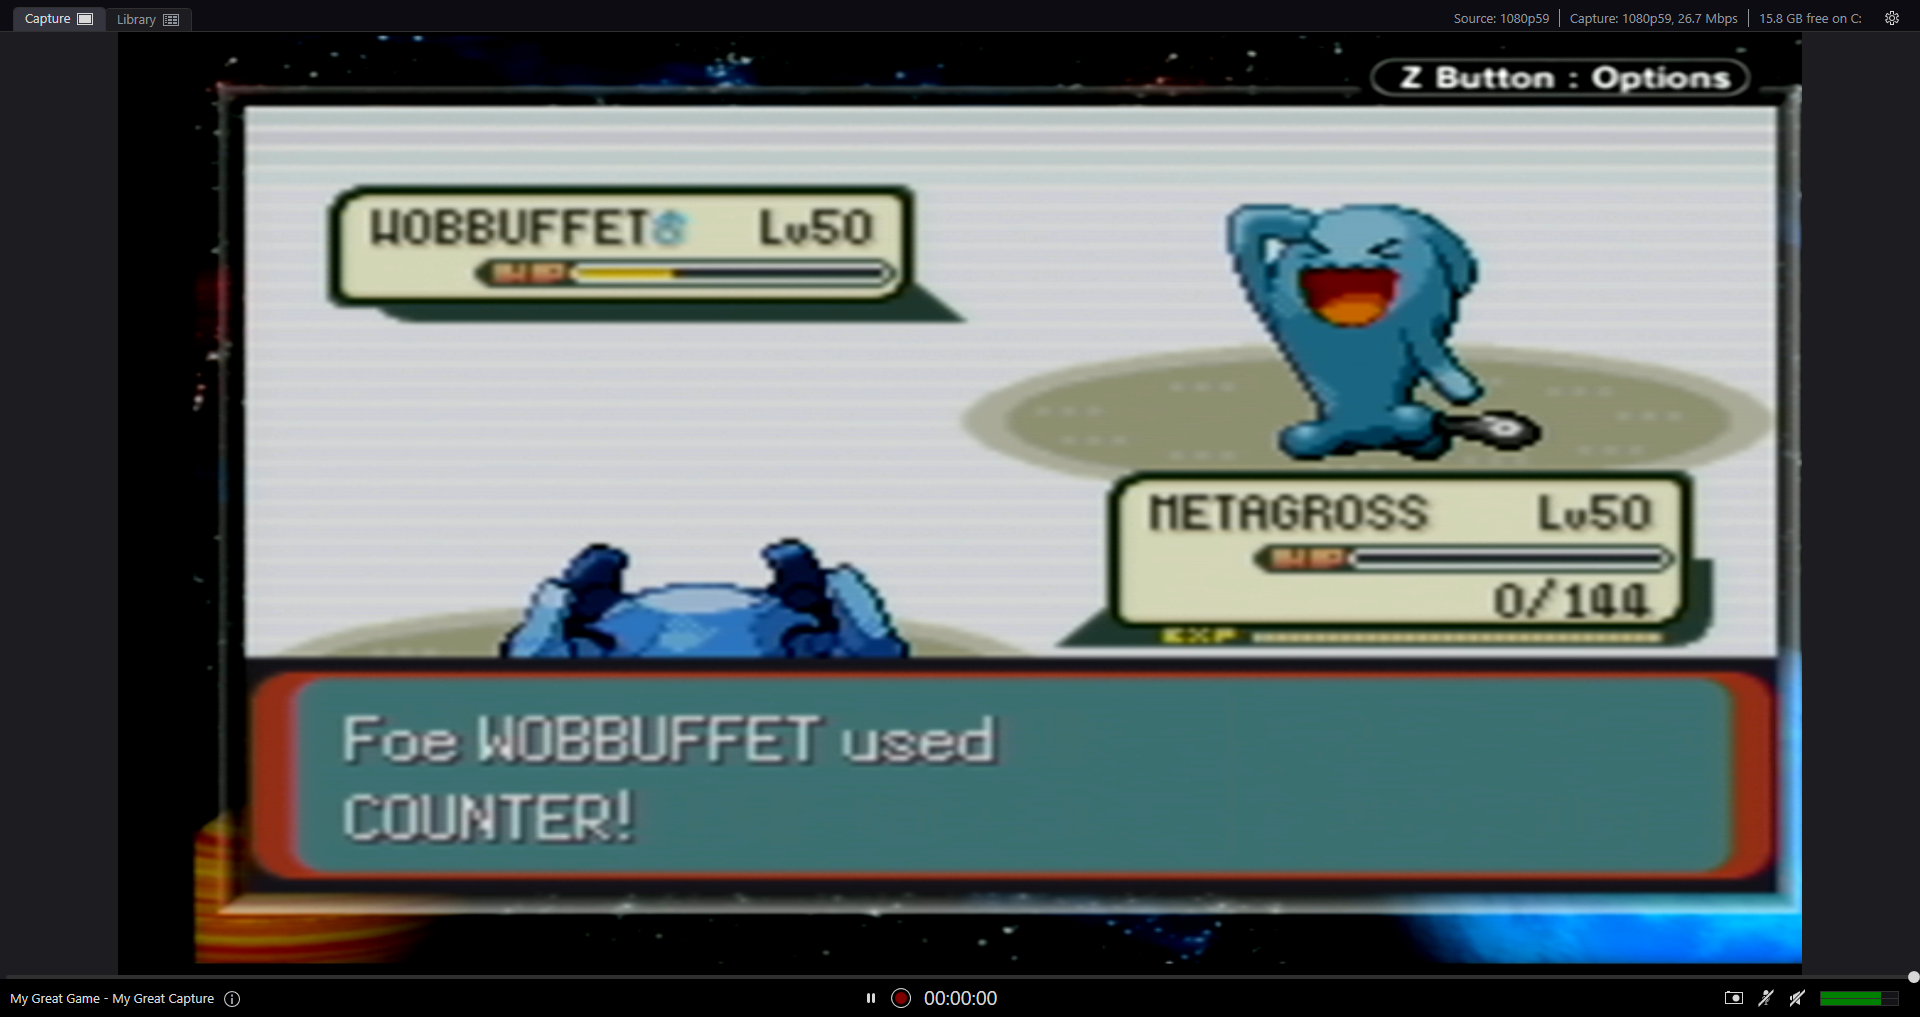 Capture
Library
Source: 1080p59
Capture: 1080p59, 26.7 Mbps
15.8 GB free on C:
Z Button : Options
WOBBUFFET♂ Lv50
HP
METAGROSS Lv50
HP
0/144
EXP
Foe WOBBUFFET used
COUNTER!
My Great Game - My Great Capture
00:00:00